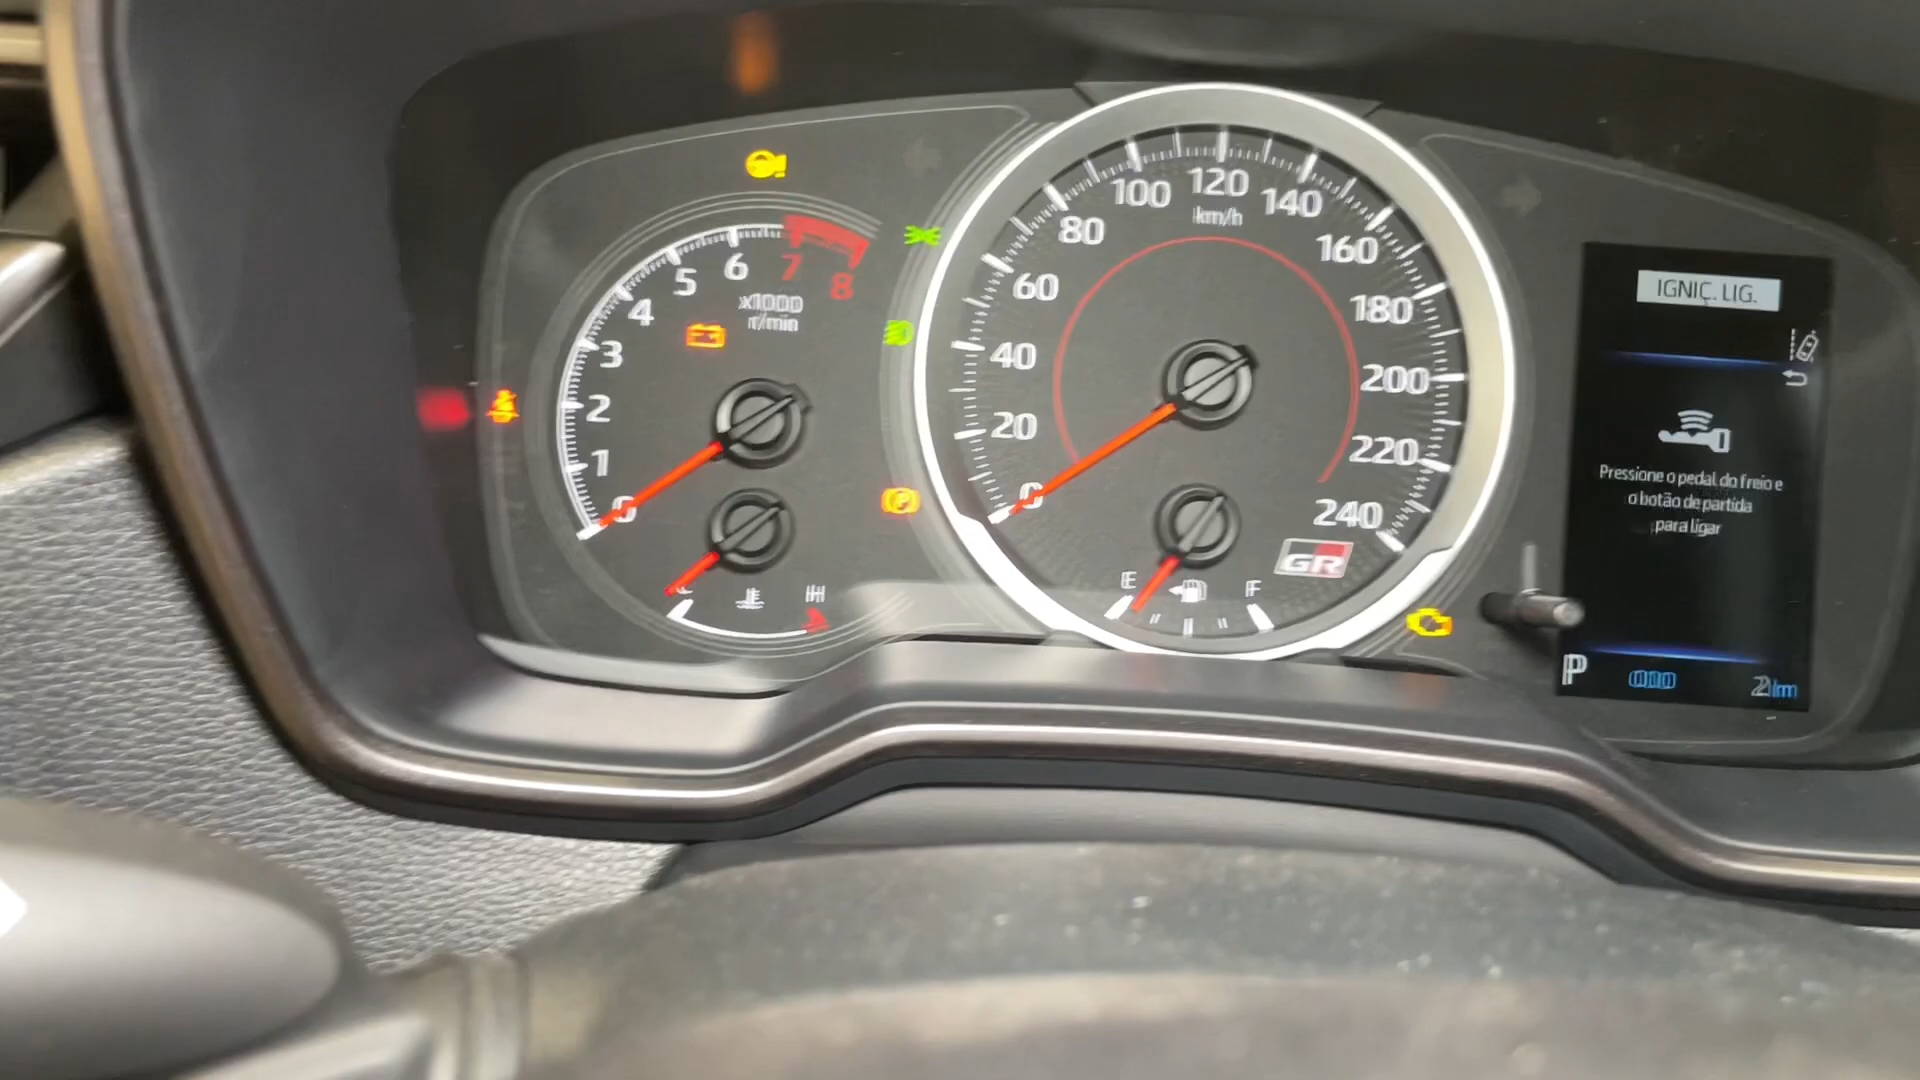 0
1
2
3
4
5
6
7
8
x1000
r/min
H
P
0
20
40
60
80
100
120
140
160
180
200
220
240
km/h
E
F
GR
IGNIÇ. LIG.
Pressione o pedal do freio e
o botão de partida
para ligar
P
km